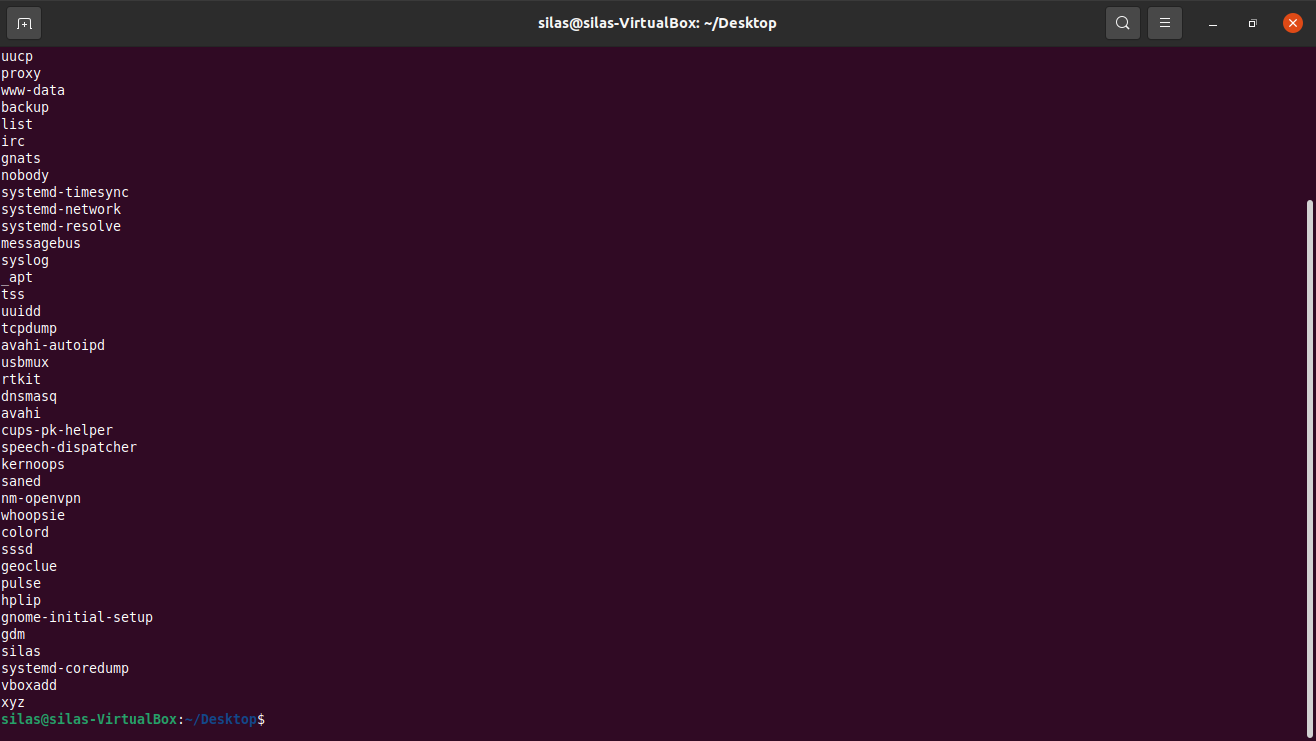 silas@silas-VirtualBox: ~/Desktop
uucp
proxy
www-data
backup
list
irc
gnats
nobody
systemd-timesync
systemd-network
systemd-resolve
messagebus
syslog
_apt
tss
uuidd
tcpdump
avahi-autoipd
usbmux
rtkit
dnsmasq
avahi
cups-pk-helper
speech-dispatcher
kernoops
saned
nm-openvpn
whoopsie
colord
sssd
geoclue
pulse
hplip
gnome-initial-setup
gdm
silas
systemd-coredump
vboxadd
xyz
silas@silas-VirtualBox:~/Desktop$